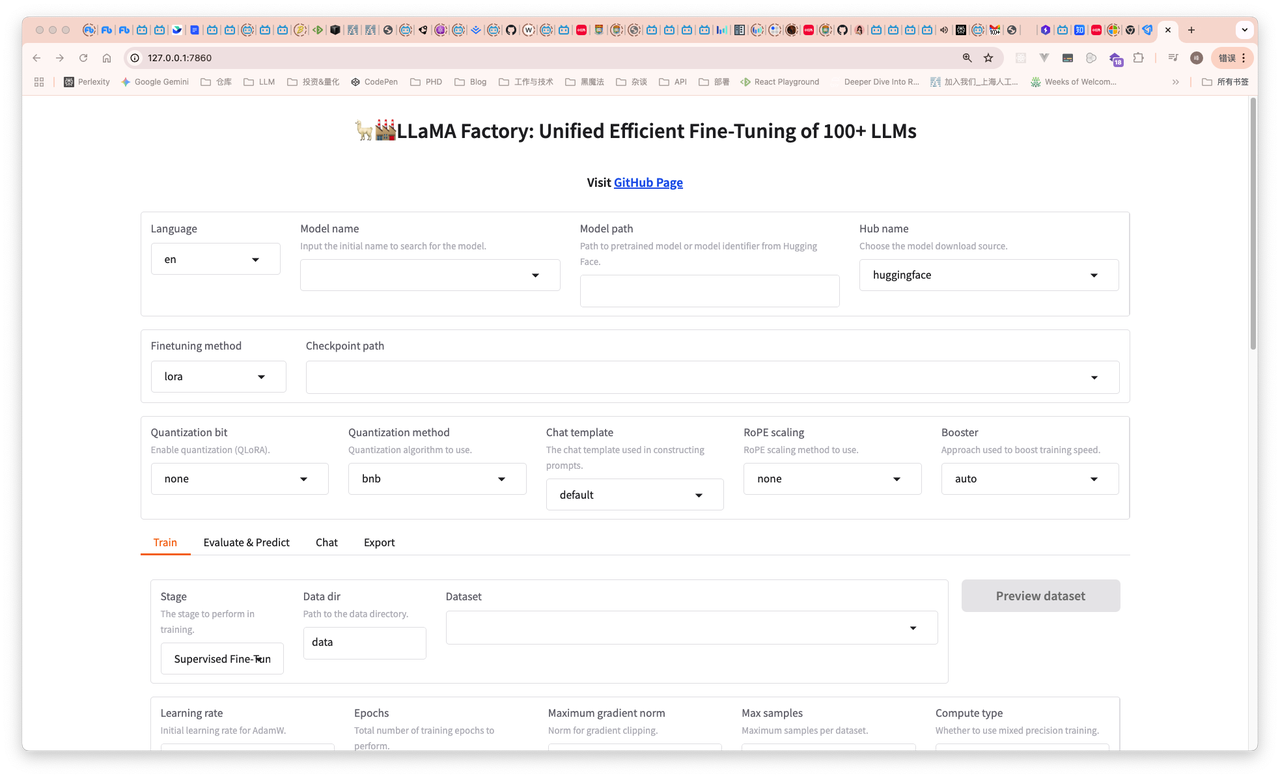 127.0.0.1:7860
错误
Perlexity
Google Gemini
仓库
LLM
投资&量化
CodePen
PHD
Blog
工作与技术
黑魔法
杂谈
API
部署
React Playground
Deeper Dive Into R...
加入我们_上海人工...
Weeks of Welcom...
所有书签
LLaMA Factory: Unified Efficient Fine-Tuning of 100+ LLMs
Visit GitHub Page
Language
en
Model name
Input the initial name to search for the model.
Model path
Path to pretrained model or model identifier from Hugging
Face.
Hub name
Choose the model download source.
huggingface
Finetuning method
lora
Checkpoint path
Quantization bit
Enable quantization (QLoRA).
none
Quantization method
Quantization algorithm to use.
bnb
Chat template
The chat template used in constructing
prompts.
default
RoPE scaling
RoPE scaling method to use.
none
Booster
Approach used to boost training speed.
auto
Train
Evaluate & Predict
Chat
Export
Stage
The stage to perform in
training.
Supervised Fine-Tun
Data dir
Path to the data directory.
data
Dataset
Preview dataset
Learning rate
Initial learning rate for AdamW.
Epochs
Total number of training epochs to
perform.
Maximum gradient norm
Norm for gradient clipping.
Max samples
Maximum samples per dataset.
Compute type
Whether to use mixed precision training.